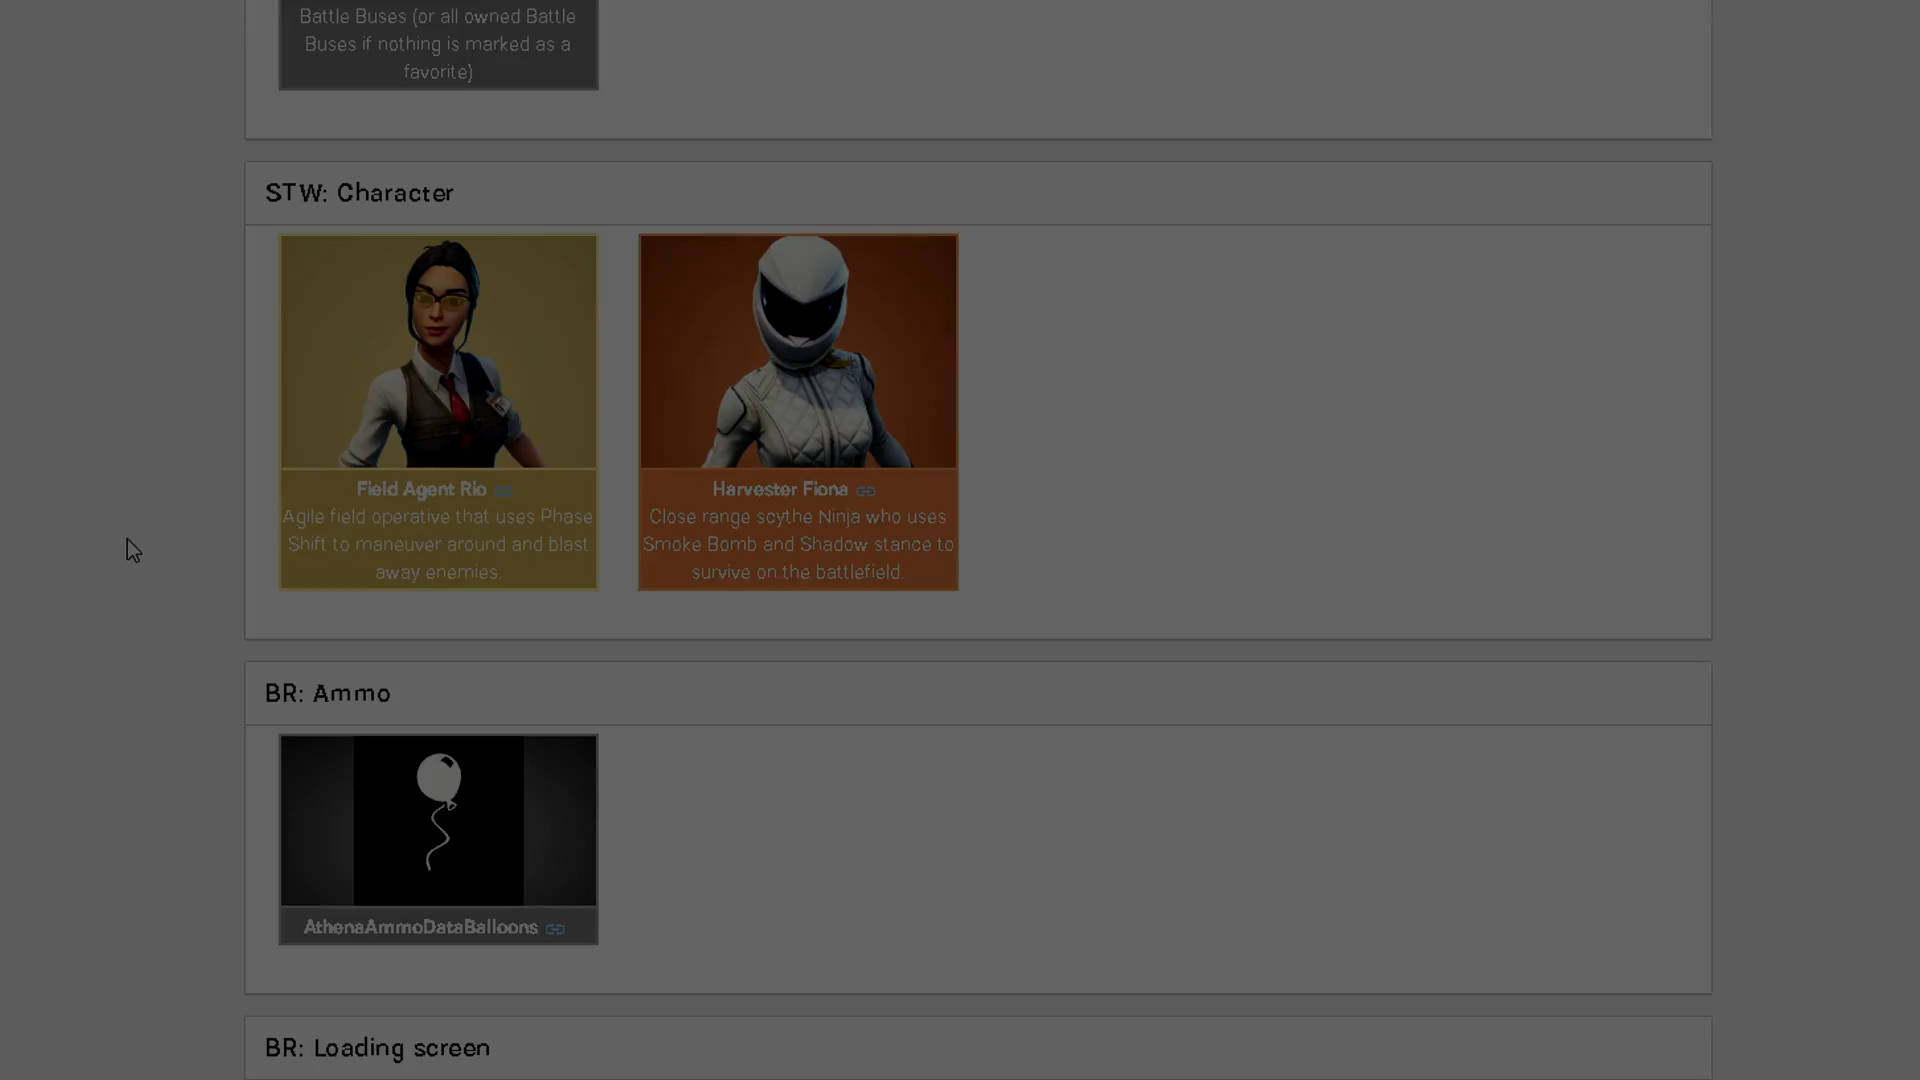 Battle Buses (or all owned Battle
Buses if nothing is marked as a
favorite)
STW: Character
Field Agent Rio
Agile field operative that uses Phase
Shift to maneuver around and blast
away enemies.
Harvester Fiona
Close range scythe Ninja who uses
Smoke Bomb and Shadow stance to
survive on the battlefield.
BR: Ammo
AthenaAmmoDataBalloons
BR: Loading screen